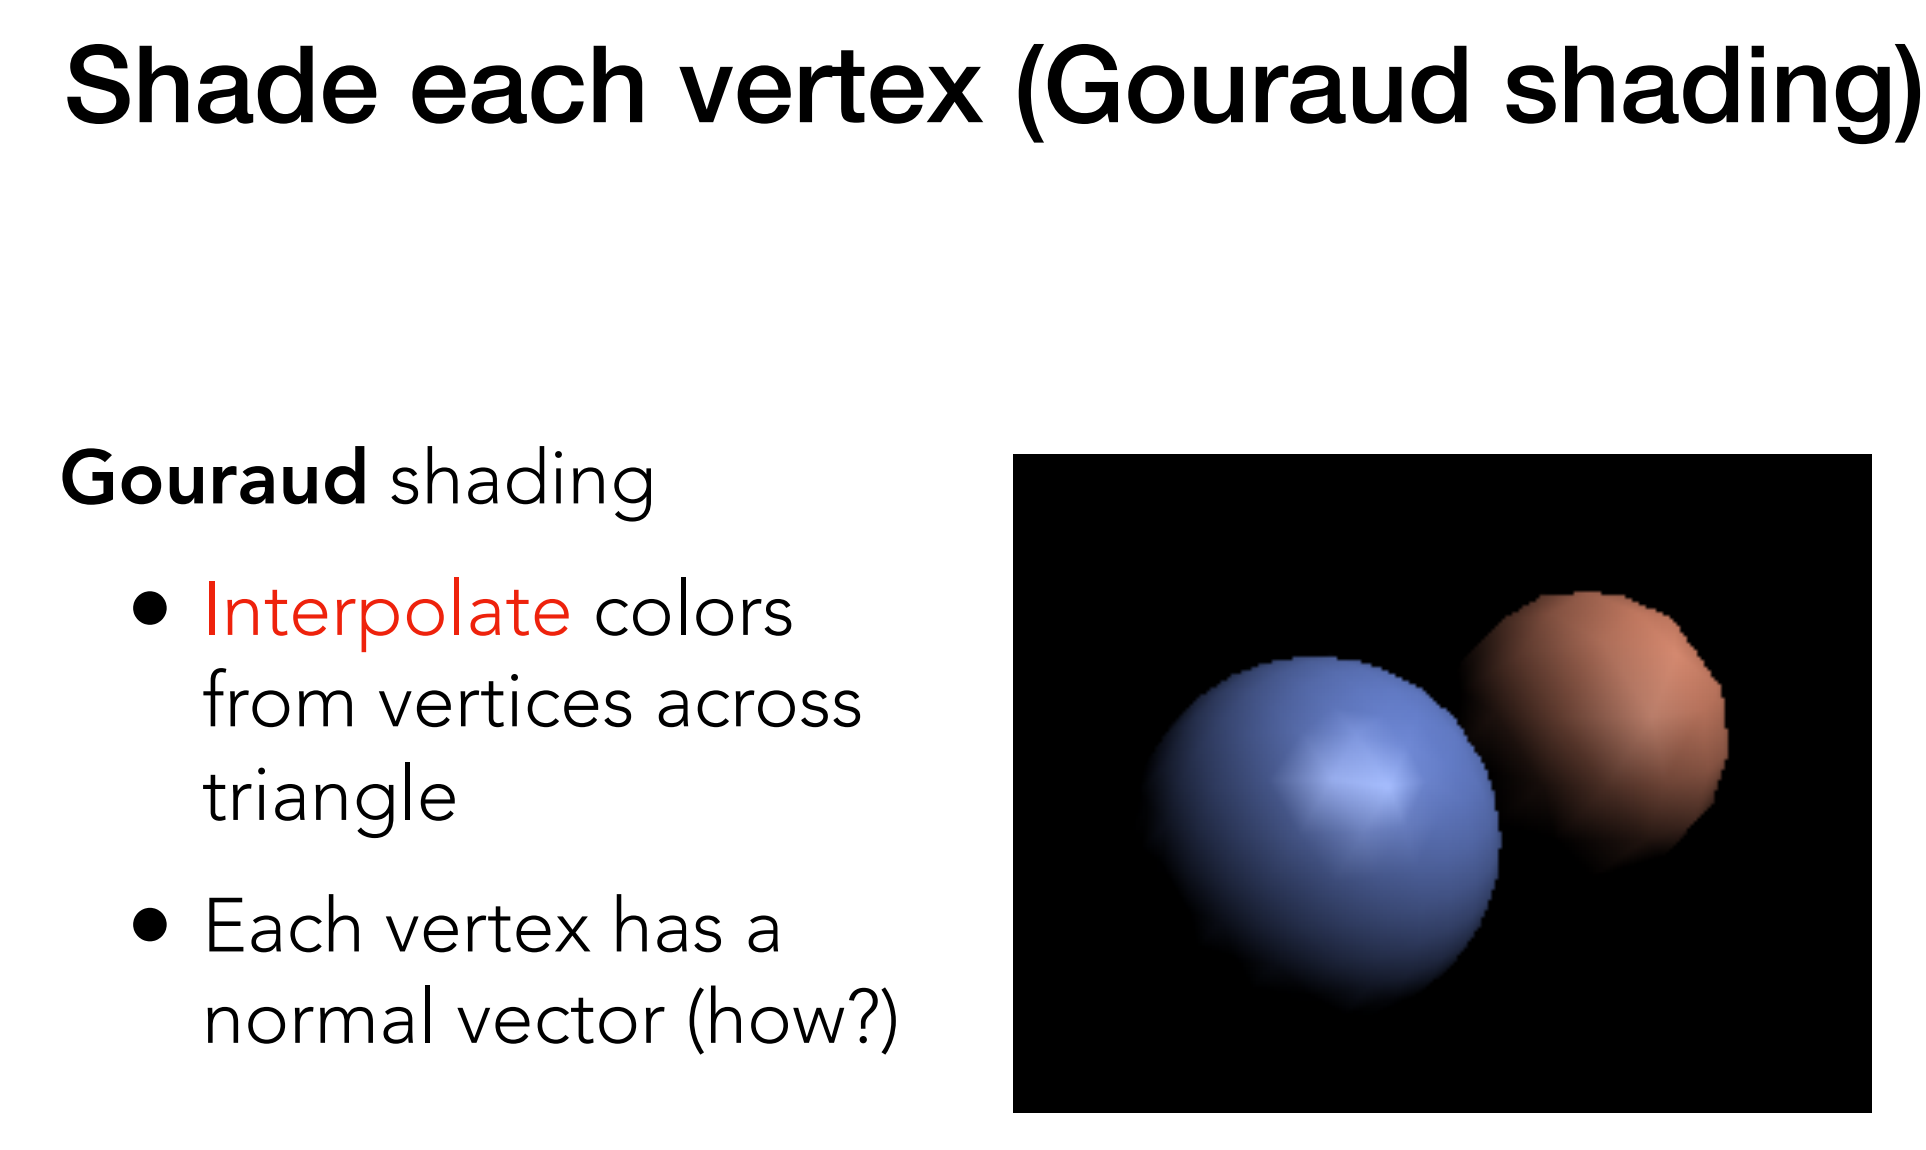 Shade each vertex (Gouraud shading)
Gouraud shading
• Interpolate colors
from vertices across
triangle
• Each vertex has a
normal vector (how?)